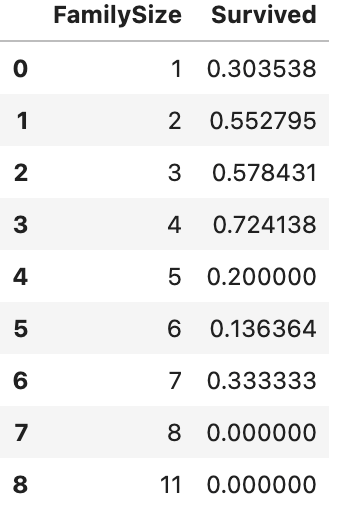 FamilySize Survived
0 1 0.303538
1 2 0.552795
2 3 0.578431
3 4 0.724138
4 5 0.200000
5 6 0.136364
6 7 0.333333
7 8 0.000000
8 11 0.000000